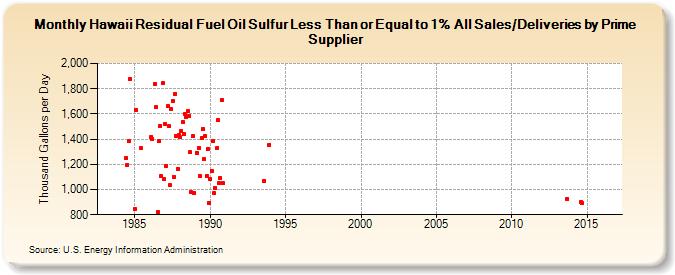 Monthly Hawaii Residual Fuel Oil Sulfur Less Than or Equal to 1% All Sales/Deliveries by Prime
Supplier
Thousand Gallons per Day
2,000
1,800
1,600
1,400
1,200
1,000
800
1985 1990 1995 2000 2005 2010 2015
Source: U.S. Energy Information Administration